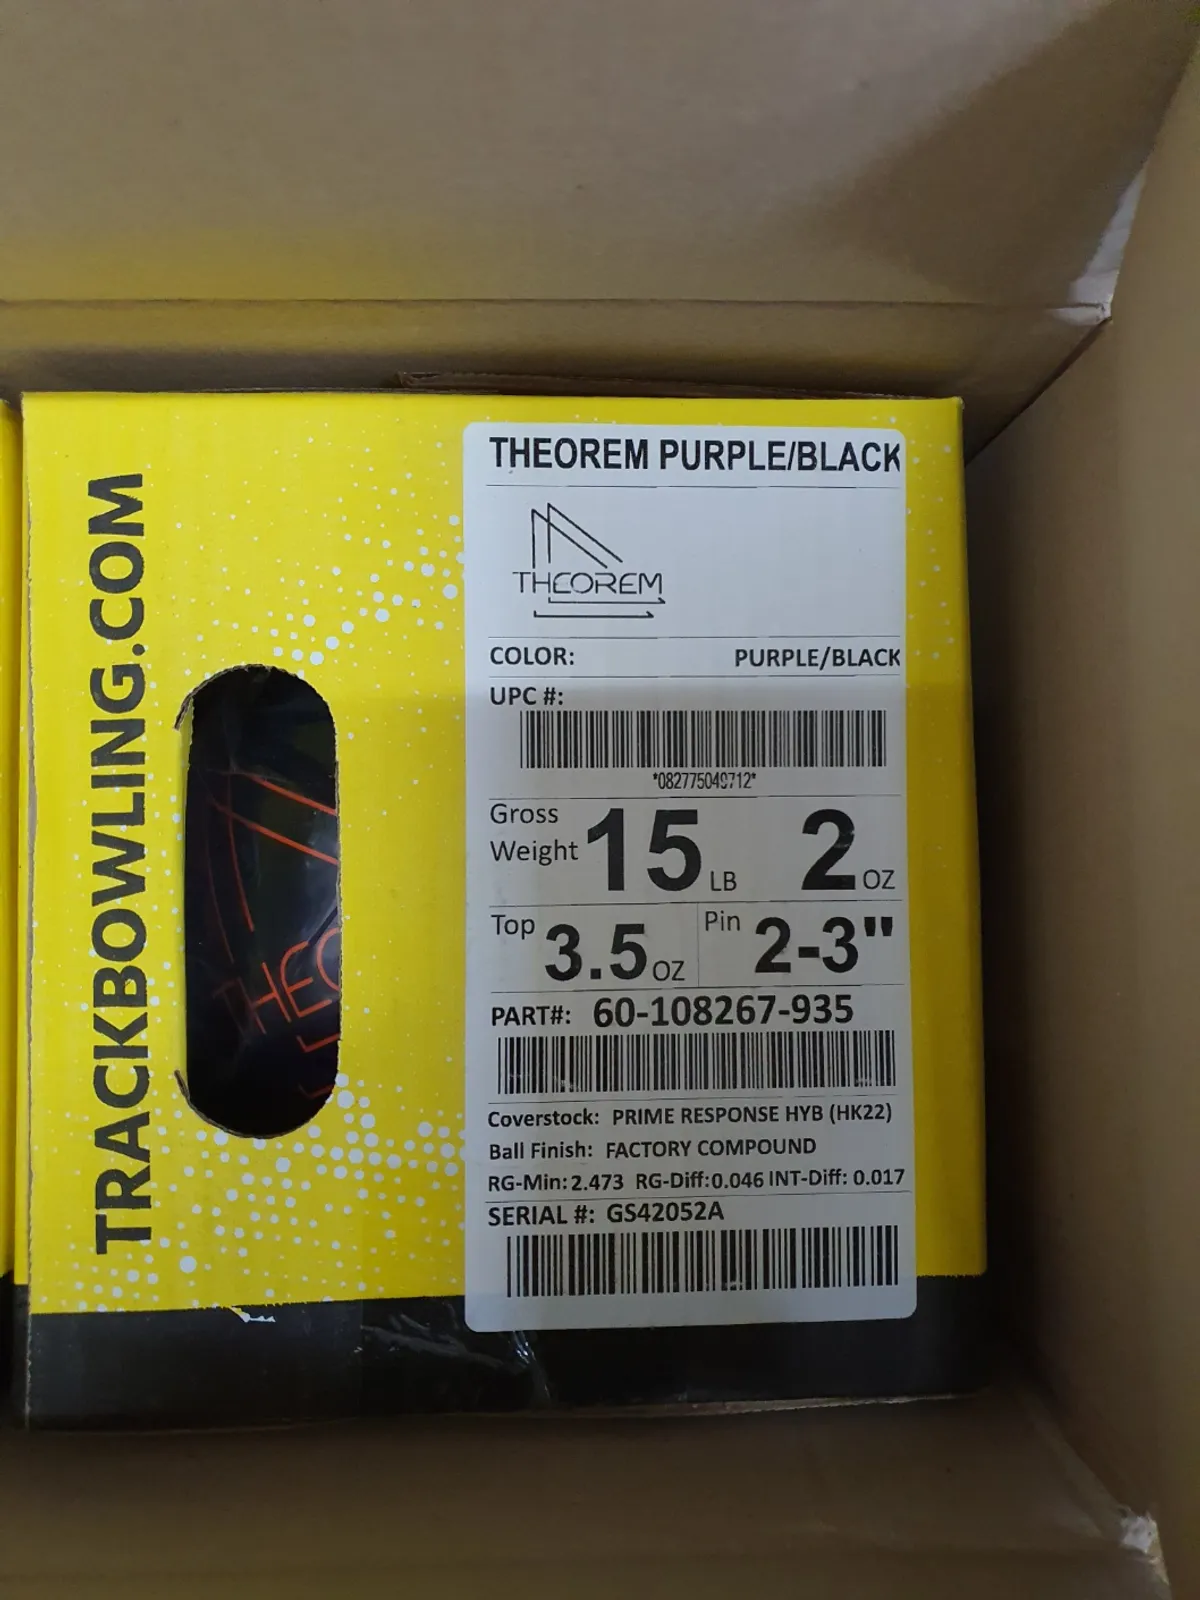 TRACKBOWLING.COM
THEOREM PURPLE/BLACK
THEOREM
COLOR: PURPLE/BLACK
UPC #:
*082775049712*
Gross Weight 15 LB 2 OZ
Top 3.5 OZ Pin 2-3"
PART#: 60-108267-935
Coverstock: PRIME RESPONSE HYB (HK22)
Ball Finish: FACTORY COMPOUND
RG-Min: 2.473 RG-Diff: 0.046 INT-Diff: 0.017
SERIAL #: GS42052A
THEO